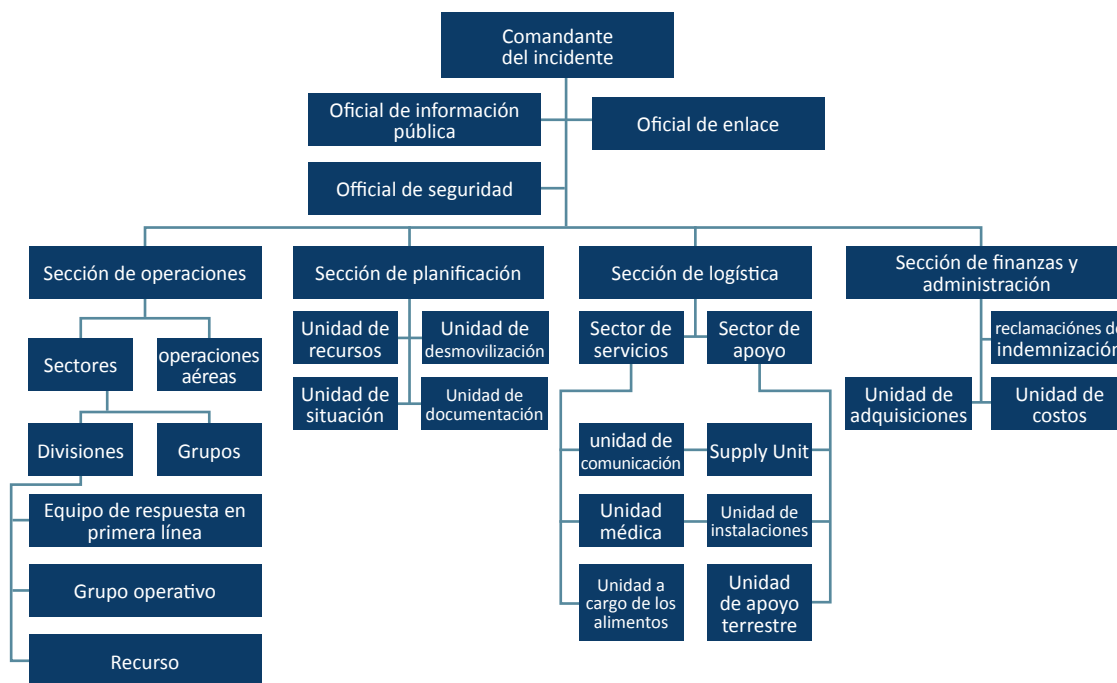 Comandante
del incidente
Oficial de información
pública
Oficial de enlace
Official de seguridad
Sección de operaciones
Sección de planificación
Sección de logística
Sección de finanzas y
administración
Sectores
operaciones
aéreas
Unidad de
recursos
Unidad de
desmovilización
Sector de
servicios
Sector de
apoyo
reclamaciónes de
indemnización
Unidad de
situación
Unidad de
documentación
Unidad de
adquisiciones
Unidad de
costos
Divisiones
Grupos
unidad de
comunicación
Supply Unit
Equipo de respuesta en
primera línea
Unidad
médica
Unidad de
instalaciones
Grupo operativo
Unidad a
cargo de los
alimentos
Unidad
de apoyo
terrestre
Recurso